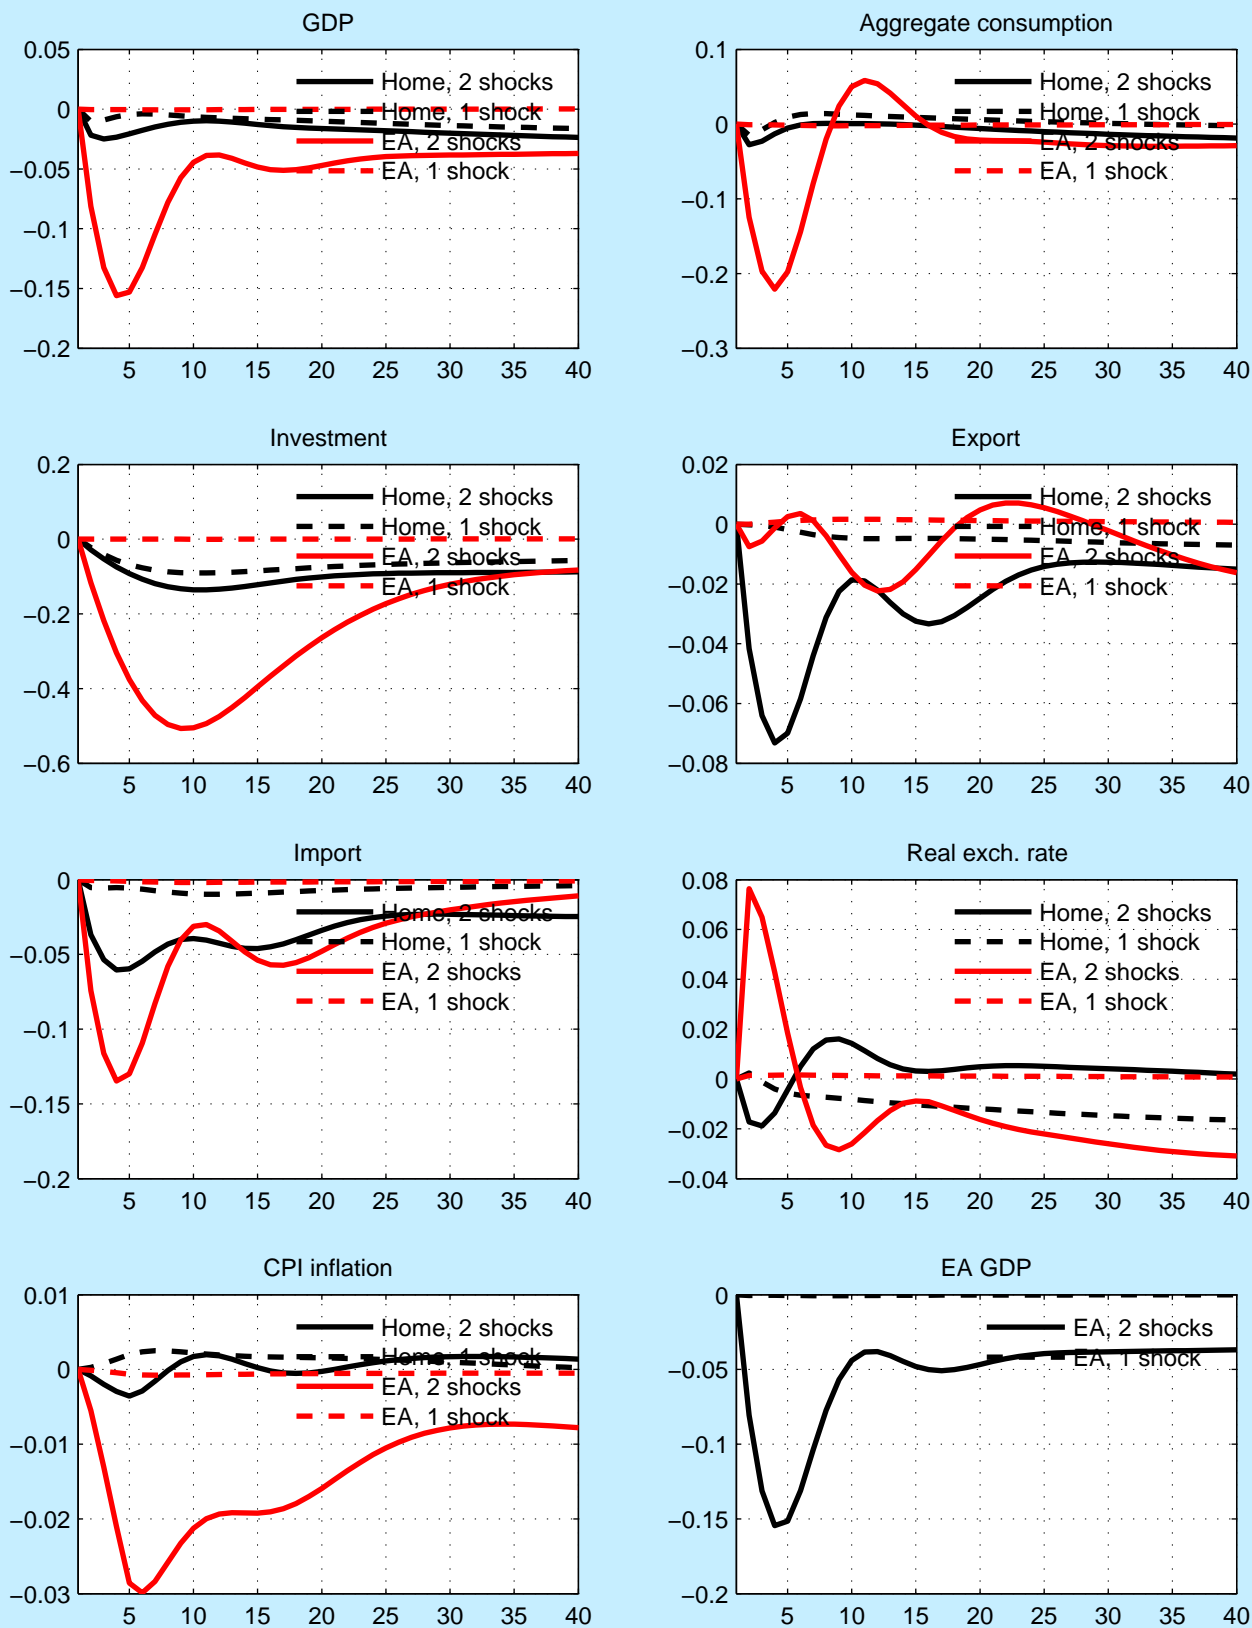 GDP
0.05
0
−0.05
−0.1
−0.15
−0.2
Home, 2 shocks
Home, 1 shock
EA, 2 shocks
EA, 1 shock
5 10 15 20 25 30 35 40
Aggregate consumption
0.1
0
−0.1
−0.2
−0.3
Home, 2 shocks
Home, 1 shock
EA, 2 shocks
EA, 1 shock
5 10 15 20 25 30 35 40
Investment
0.2
0
−0.2
−0.4
−0.6
Home, 2 shocks
Home, 1 shock
EA, 2 shocks
EA, 1 shock
5 10 15 20 25 30 35 40
Export
0.02
0
−0.02
−0.04
−0.06
−0.08
Home, 2 shocks
Home, 1 shock
EA, 2 shocks
EA, 1 shock
5 10 15 20 25 30 35 40
Import
0
−0.05
−0.1
−0.15
−0.2
Home, 2 shocks
Home, 1 shock
EA, 2 shocks
EA, 1 shock
5 10 15 20 25 30 35 40
Real exch. rate
0.08
0.06
0.04
0.02
0
−0.02
−0.04
Home, 2 shocks
Home, 1 shock
EA, 2 shocks
EA, 1 shock
5 10 15 20 25 30 35 40
CPI inflation
0.01
0
−0.01
−0.02
−0.03
Home, 2 shocks
Home, 1 shock
EA, 2 shocks
EA, 1 shock
5 10 15 20 25 30 35 40
EA GDP
0
−0.05
−0.1
−0.15
−0.2
EA, 2 shocks
EA, 1 shock
5 10 15 20 25 30 35 40